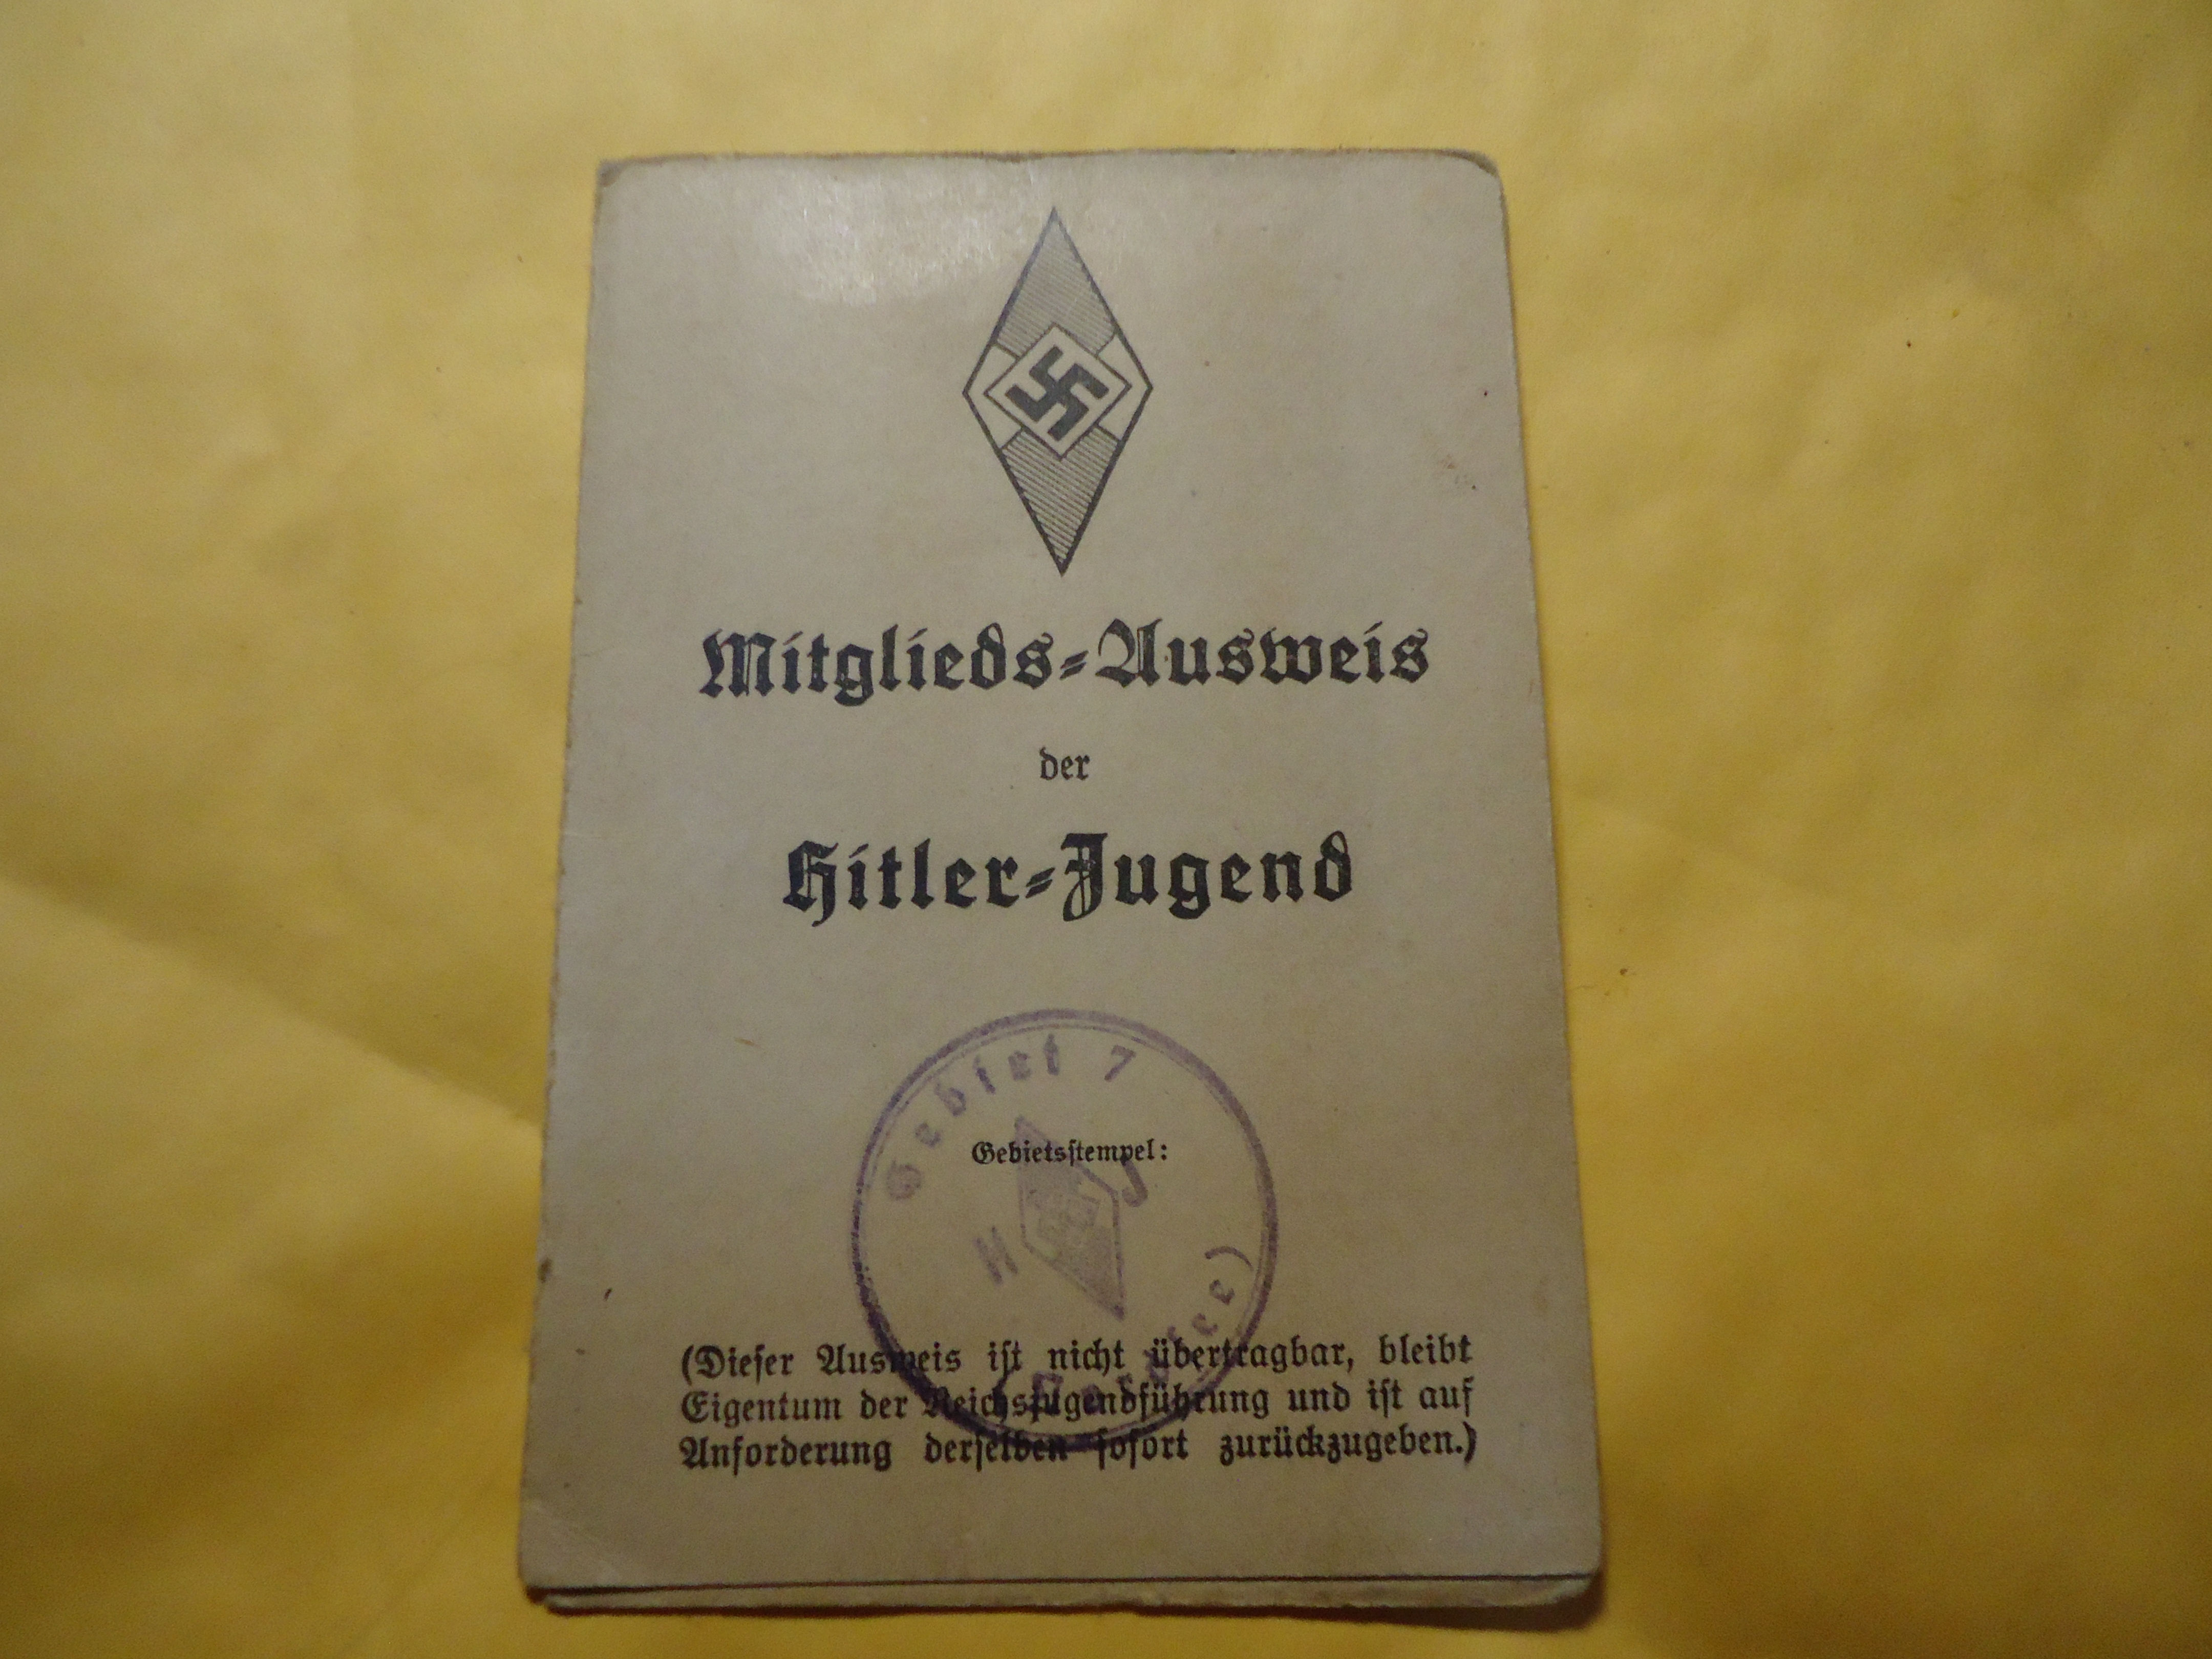 Mitglieds-Ausweis
der
Hitler-Jugend
Gebiet 7
Gebietsstempel:
H J
(Nordsee)
(Dieser Ausweis ist nicht übertragbar, bleibt
Eigentum der Reichsjugendführung und ist auf
Anforderung derselben sofort zurückzugeben.)